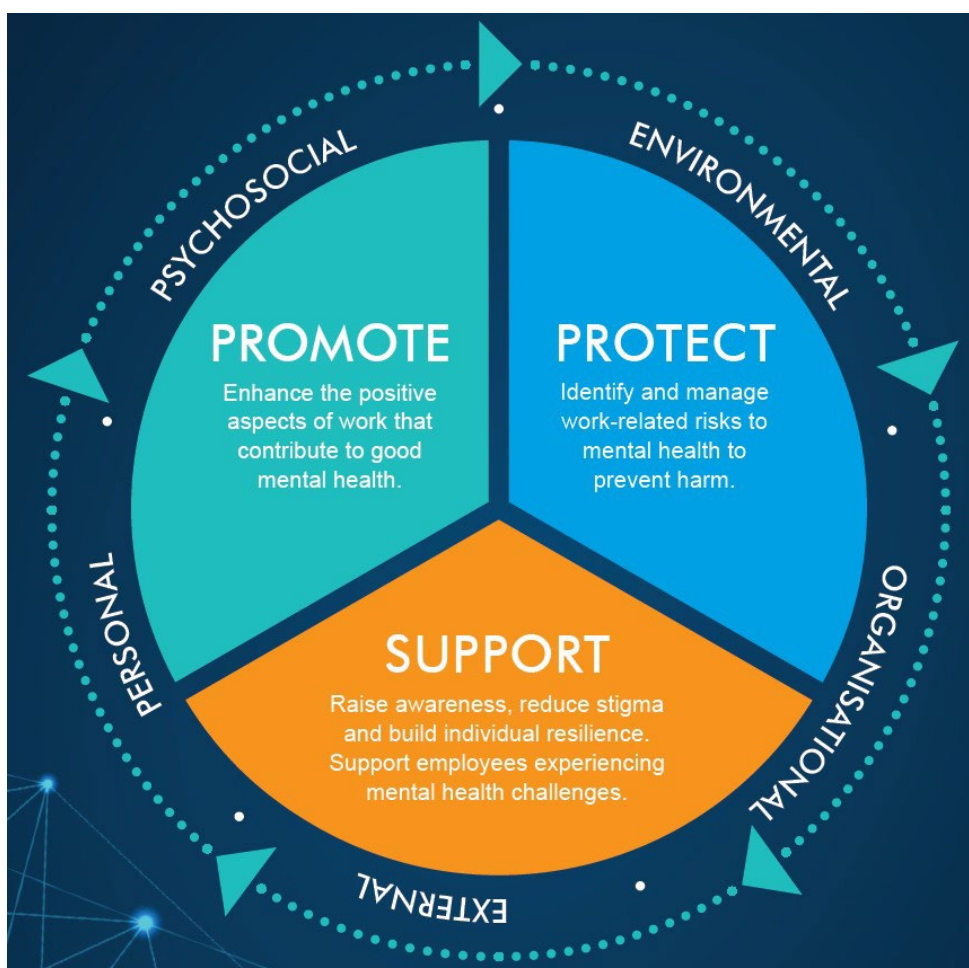 PSYCHOSOCIAL
ENVIRONMENTAL
PROMOTE
Enhance the positive
aspects of work that
contribute to good
mental health.
PROTECT
Identify and manage
work-related risks to
mental health to
prevent harm.
PERSONAL
ORGANISATIONAL
SUPPORT
Raise awareness, reduce stigma
and build individual resilience.
Support employees experiencing
mental health challenges.
EXTERNAL